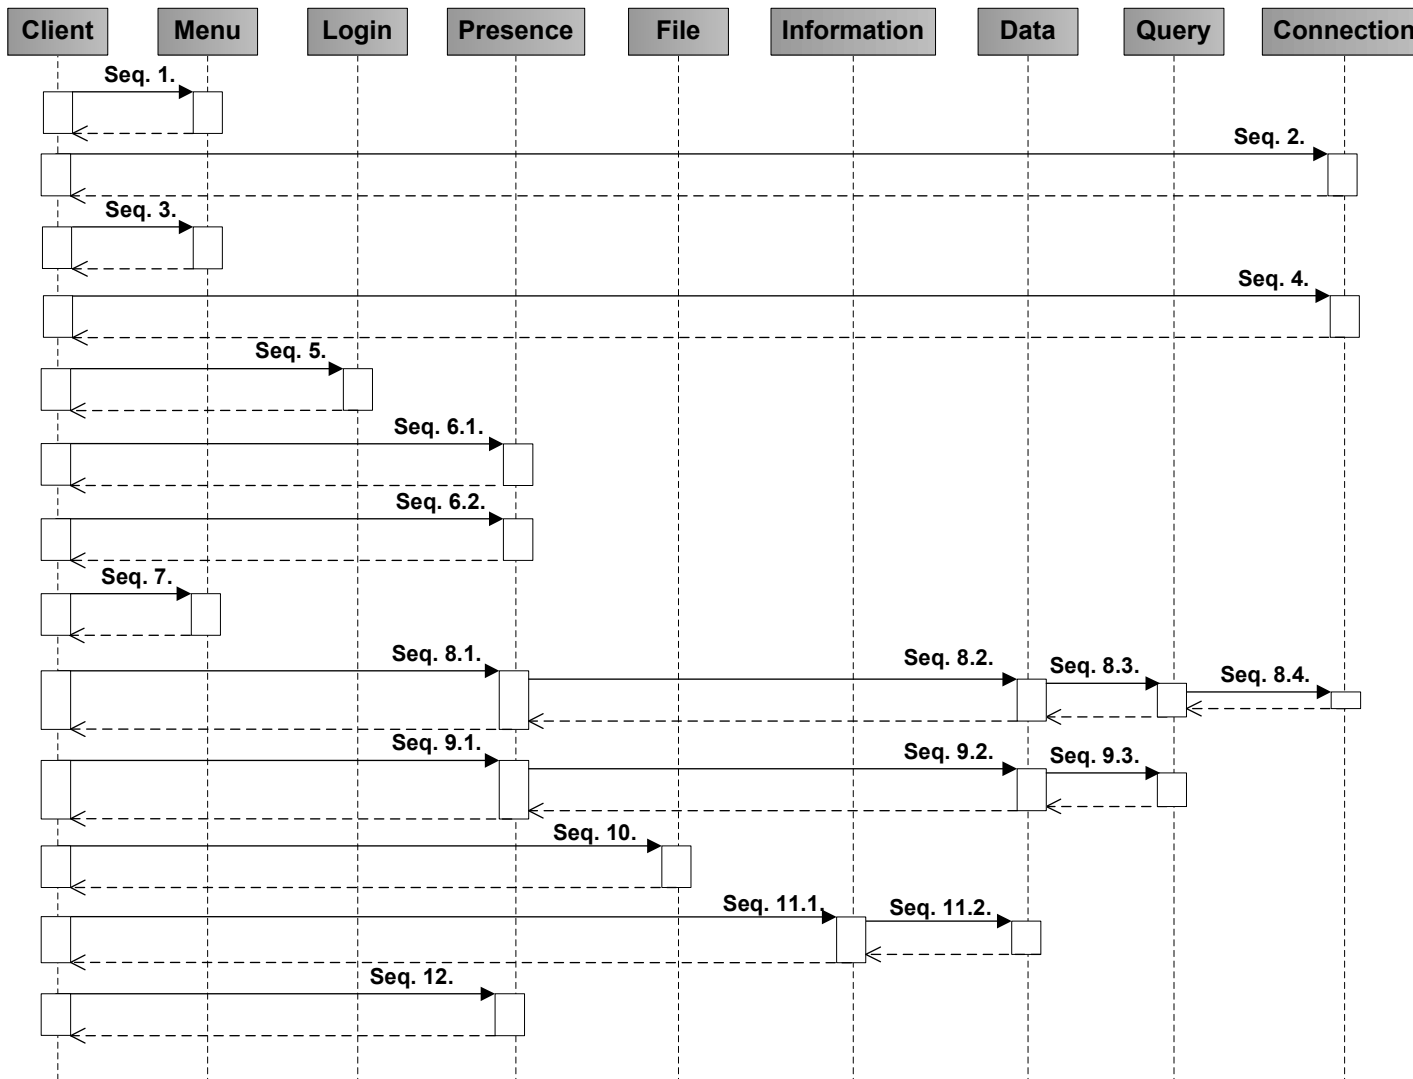 Client
Menu
Login
Presence
File
Information
Data
Query
Connection
Seq. 1.
Seq. 2.
Seq. 3.
Seq. 4.
Seq. 5.
Seq. 6.1.
Seq. 6.2.
Seq. 7.
Seq. 8.1.
Seq. 8.2.
Seq. 8.3.
Seq. 8.4.
Seq. 9.1.
Seq. 9.2.
Seq. 9.3.
Seq. 10.
Seq. 11.1.
Seq. 11.2.
Seq. 12.